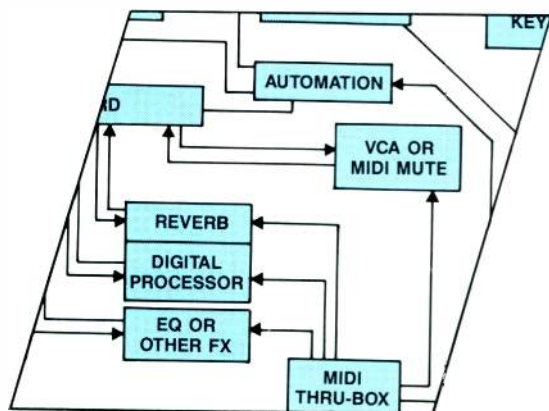 KEY
AUTOMATION
RD
VCA OR
MIDI MUTE
REVERB
DIGITAL
PROCESSOR
EQ OR
OTHER FX
MIDI
THRU-BOX